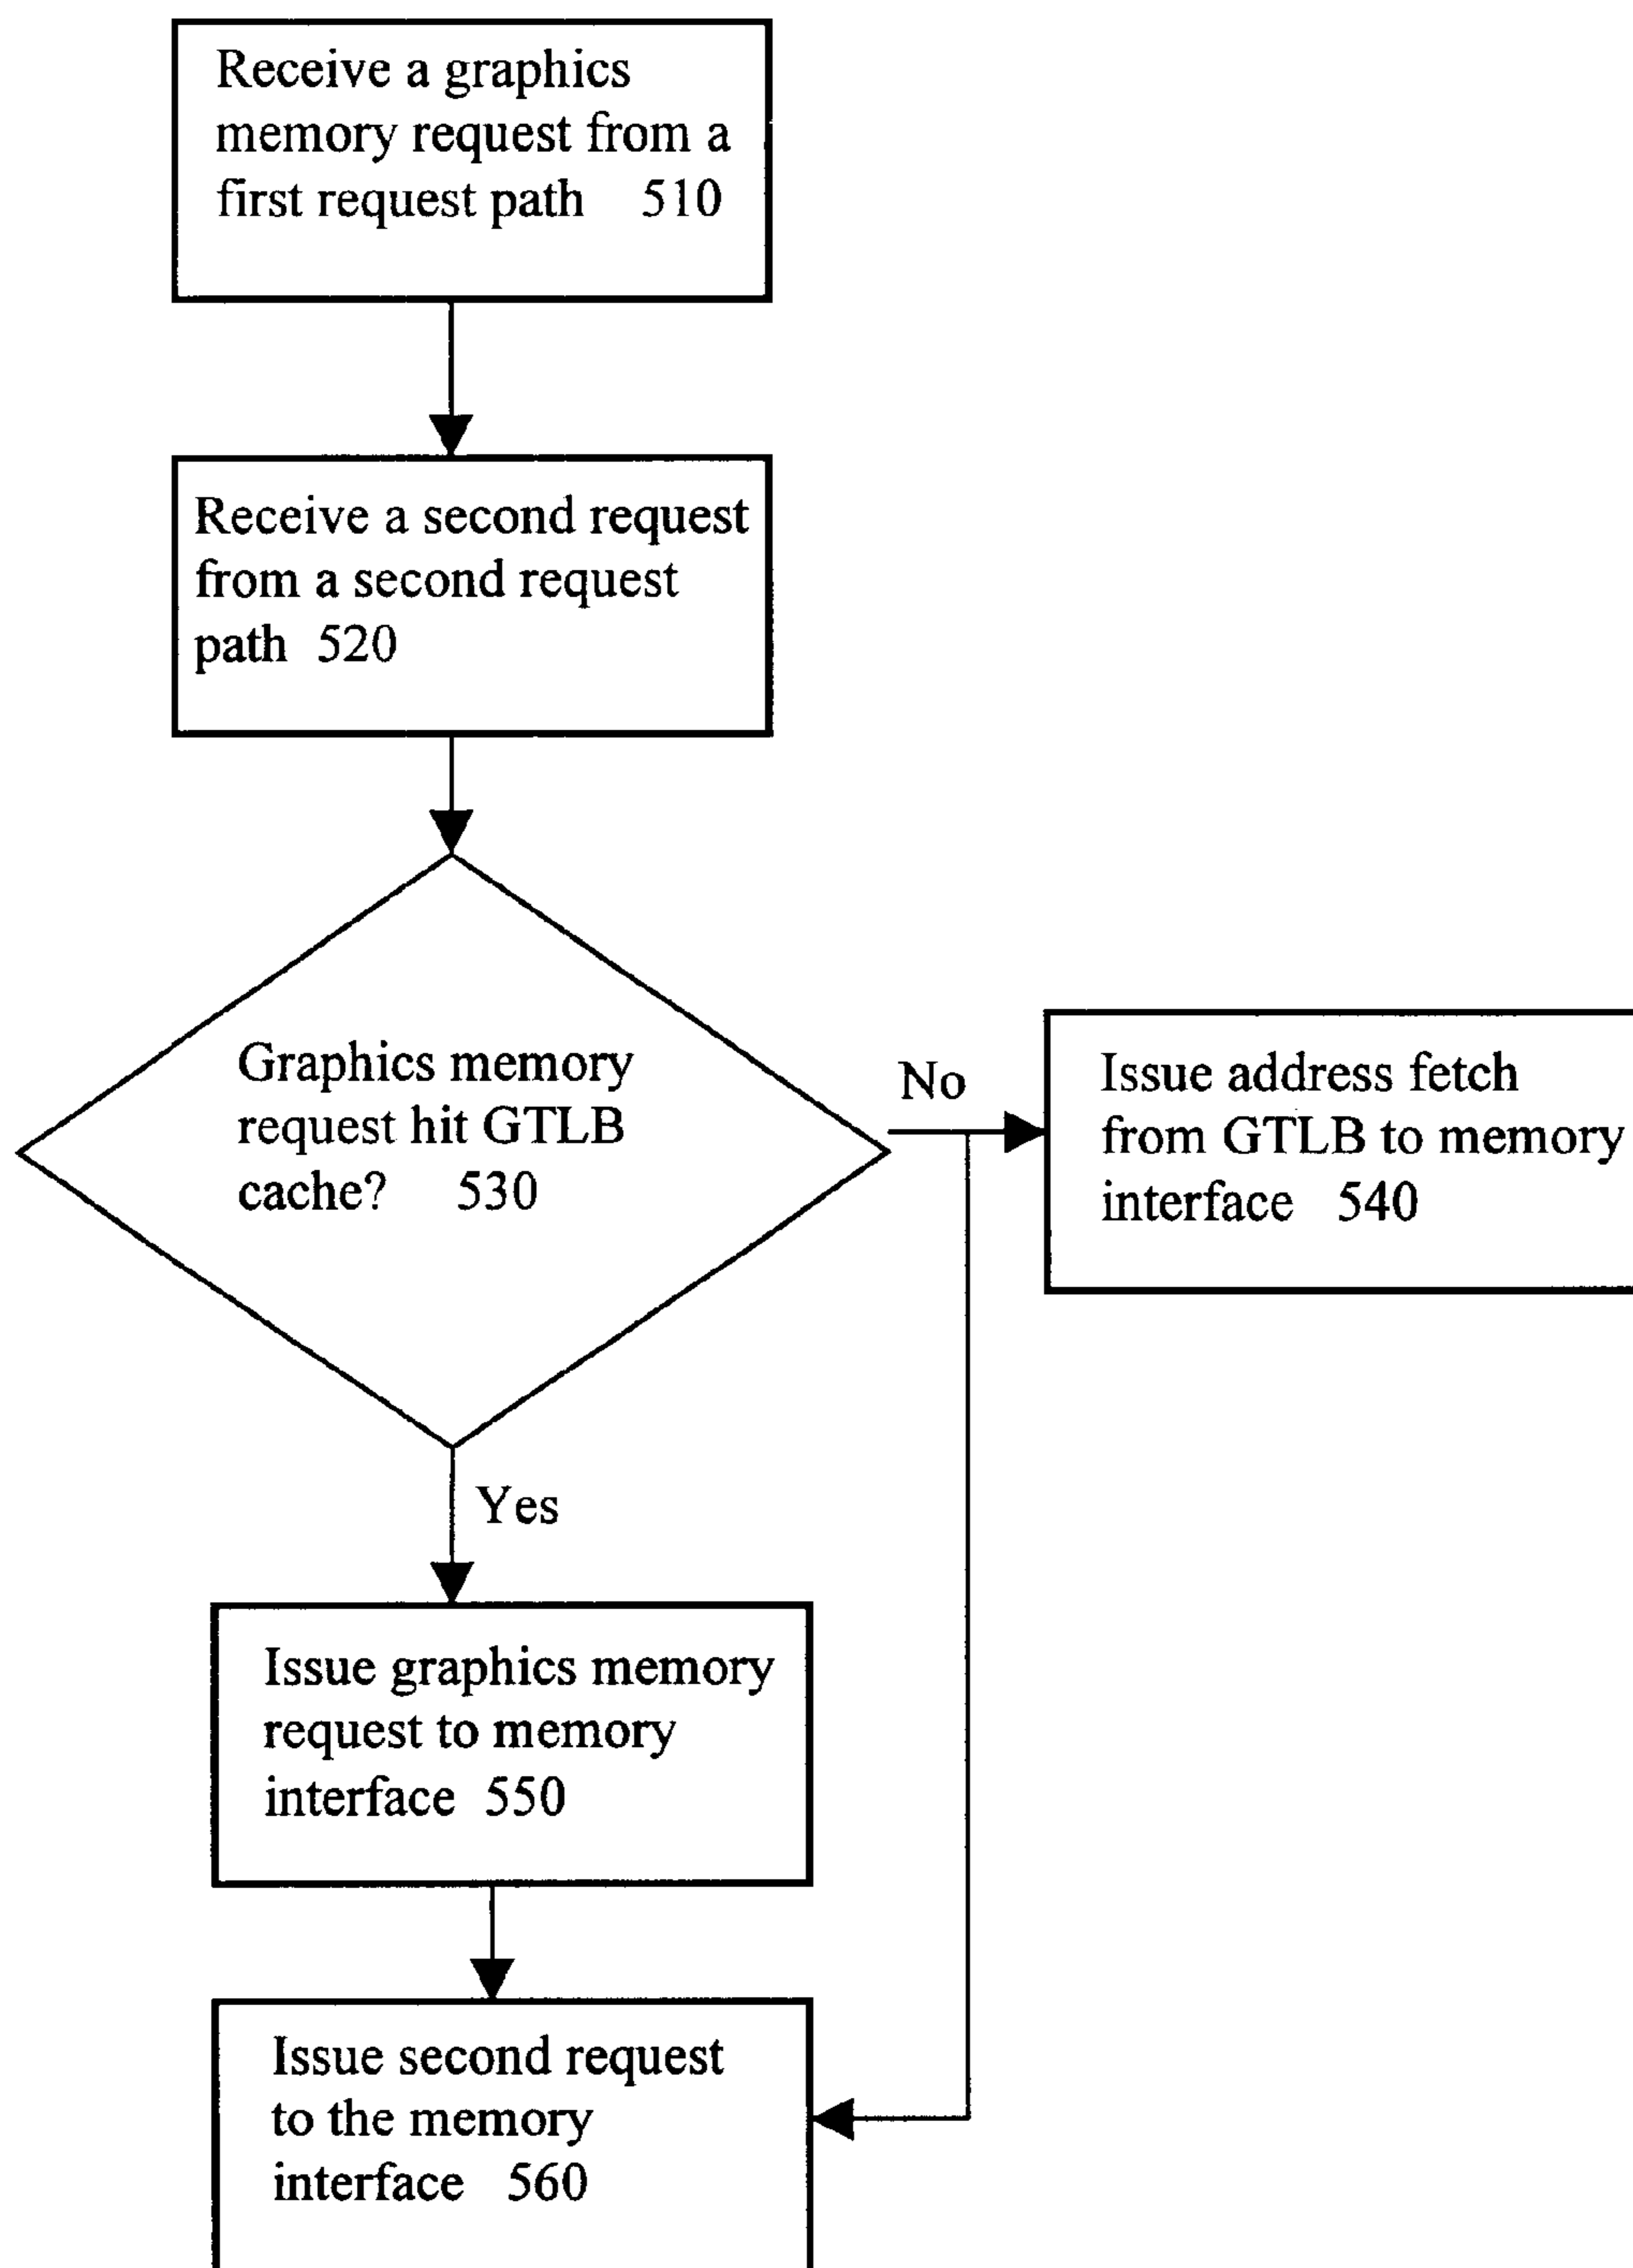 Receive a graphics
memory request from a
first request path 510
Receive a second request
from a second request
path 520
Graphics memory
request hit GTLB
cache? 530
No
Issue address fetch
from GTLB to memory
interface 540
Yes
Issue graphics memory
request to memory
interface 550
Issue second request
to the memory
interface 560